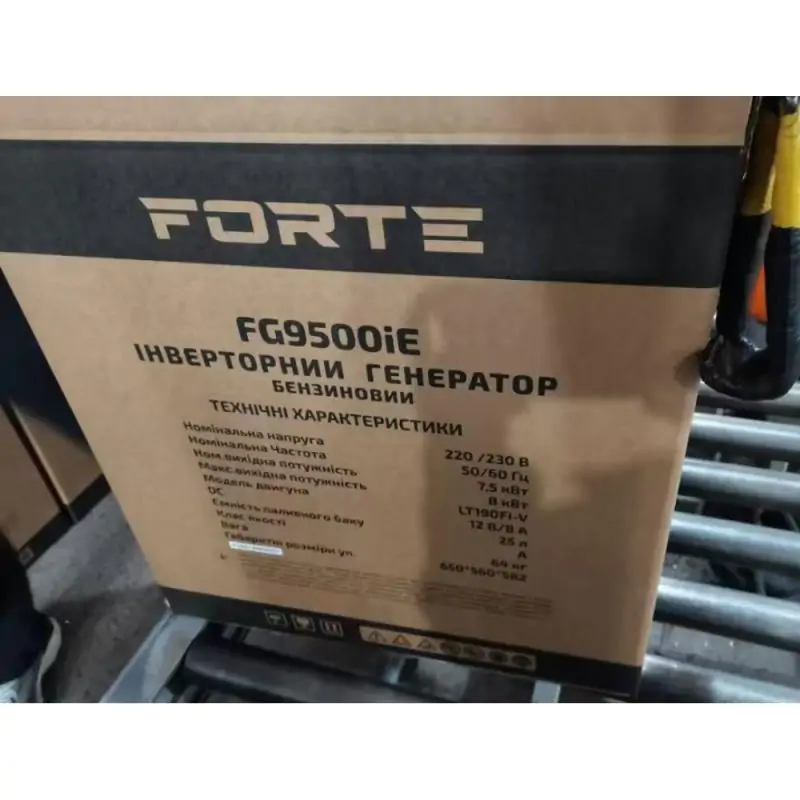 FORTE
FG9500iE
ІНВЕРТОРНИЙ ГЕНЕРАТОР
БЕНЗИНОВИЙ
ТЕХНІЧНІ ХАРАКТЕРИСТИКИ
Номінальна напруга 220 /230 В
Номінальна Частота 50/60 Гц
Ном.вихідна потужність 7,5 кВт
Макс.вихідна потужність 8 кВт
Модель двигуна LT190Fi-V
DC 12 В/8 А
Ємність паливного баку 25 л
Клас якості А
Вага 64 кг
Габаритні розміри уп. 650*560*582